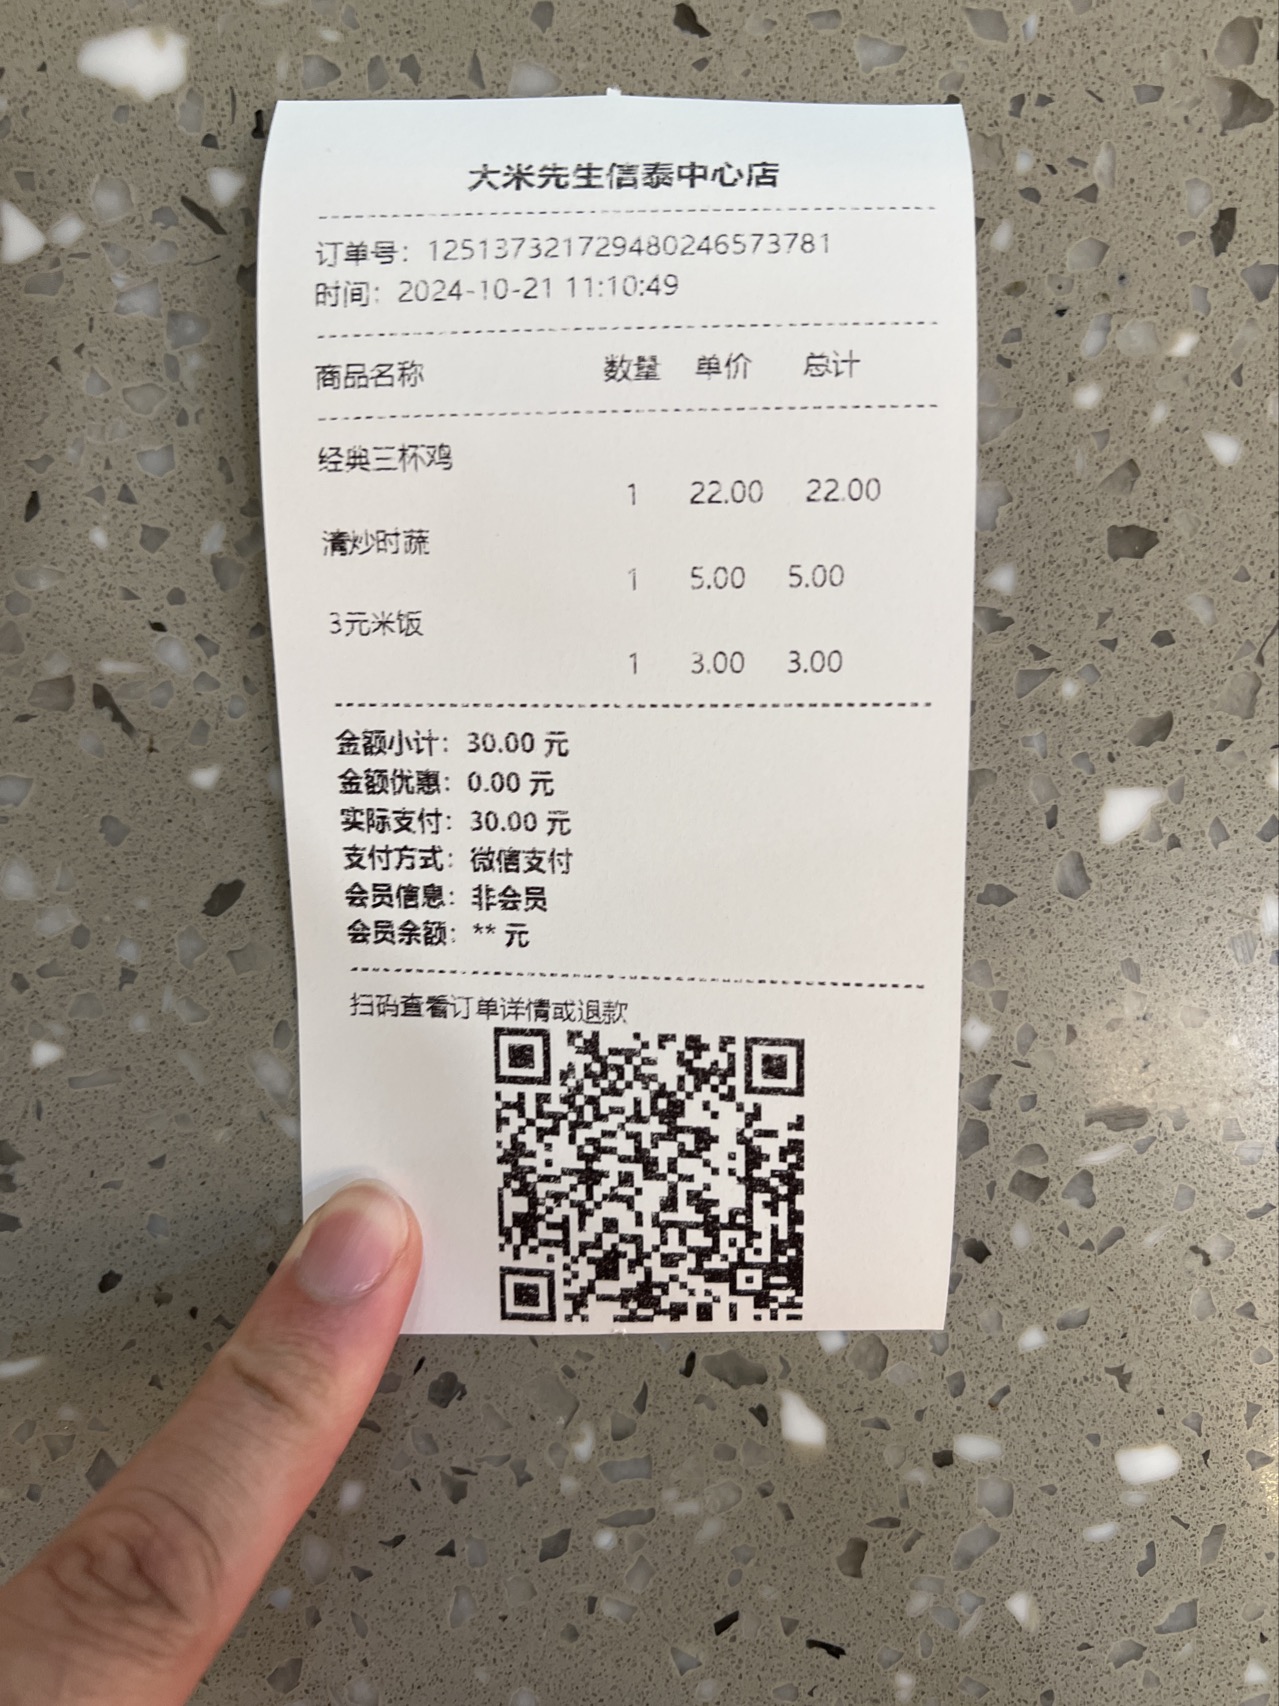 大米先生信泰中心店
订单号：125137321729480246573781
时间：2024-10-21 11:10:49
商品名称 数量 单价 总计
经典三杯鸡
1 22.00 22.00
清炒时蔬
1 5.00 5.00
3元米饭
1 3.00 3.00
金额小计：30.00 元
金额优惠：0.00 元
实际支付：30.00 元
支付方式：微信支付
会员信息：非会员
会员余额：** 元
扫码查看订单详情或退款